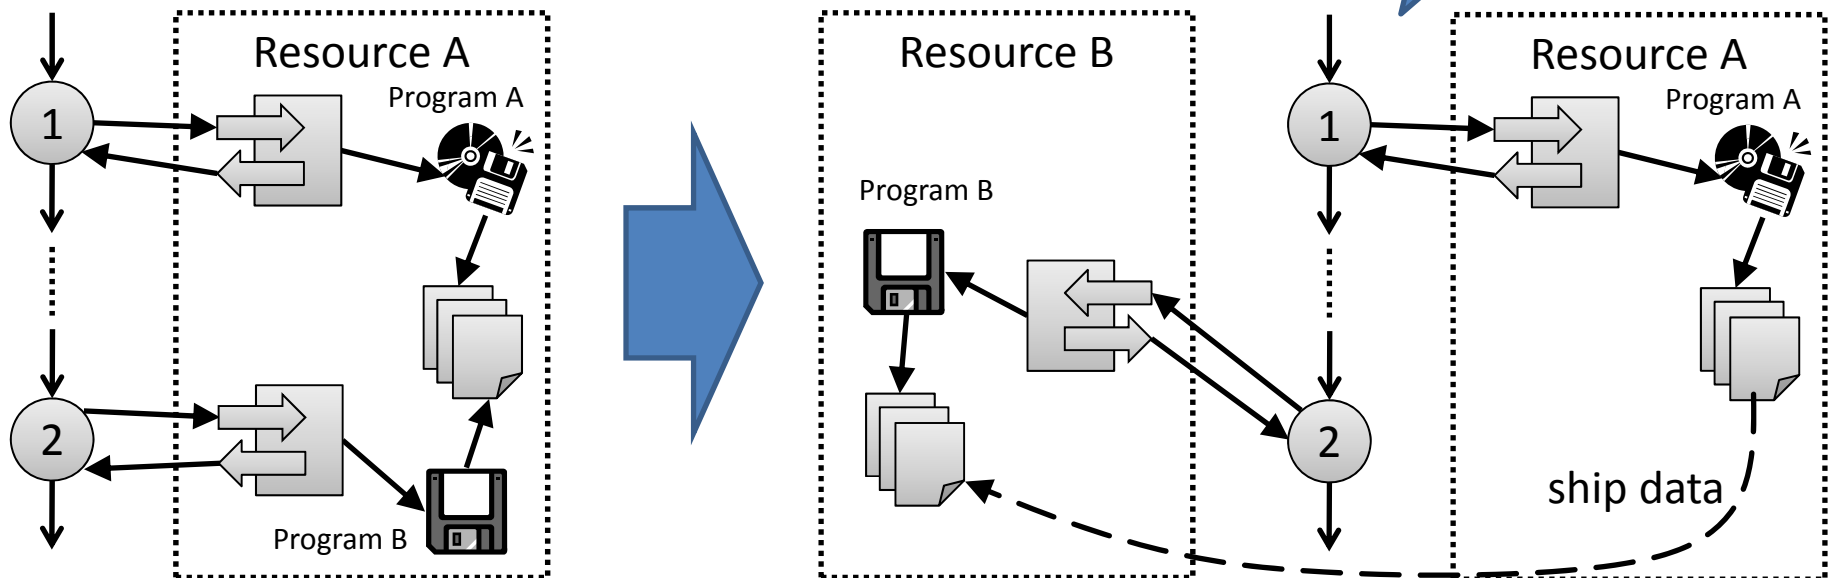 Resource A
Program A
1
2
Program B
Resource B
Program B
1
2
Resource A
Program A
ship data